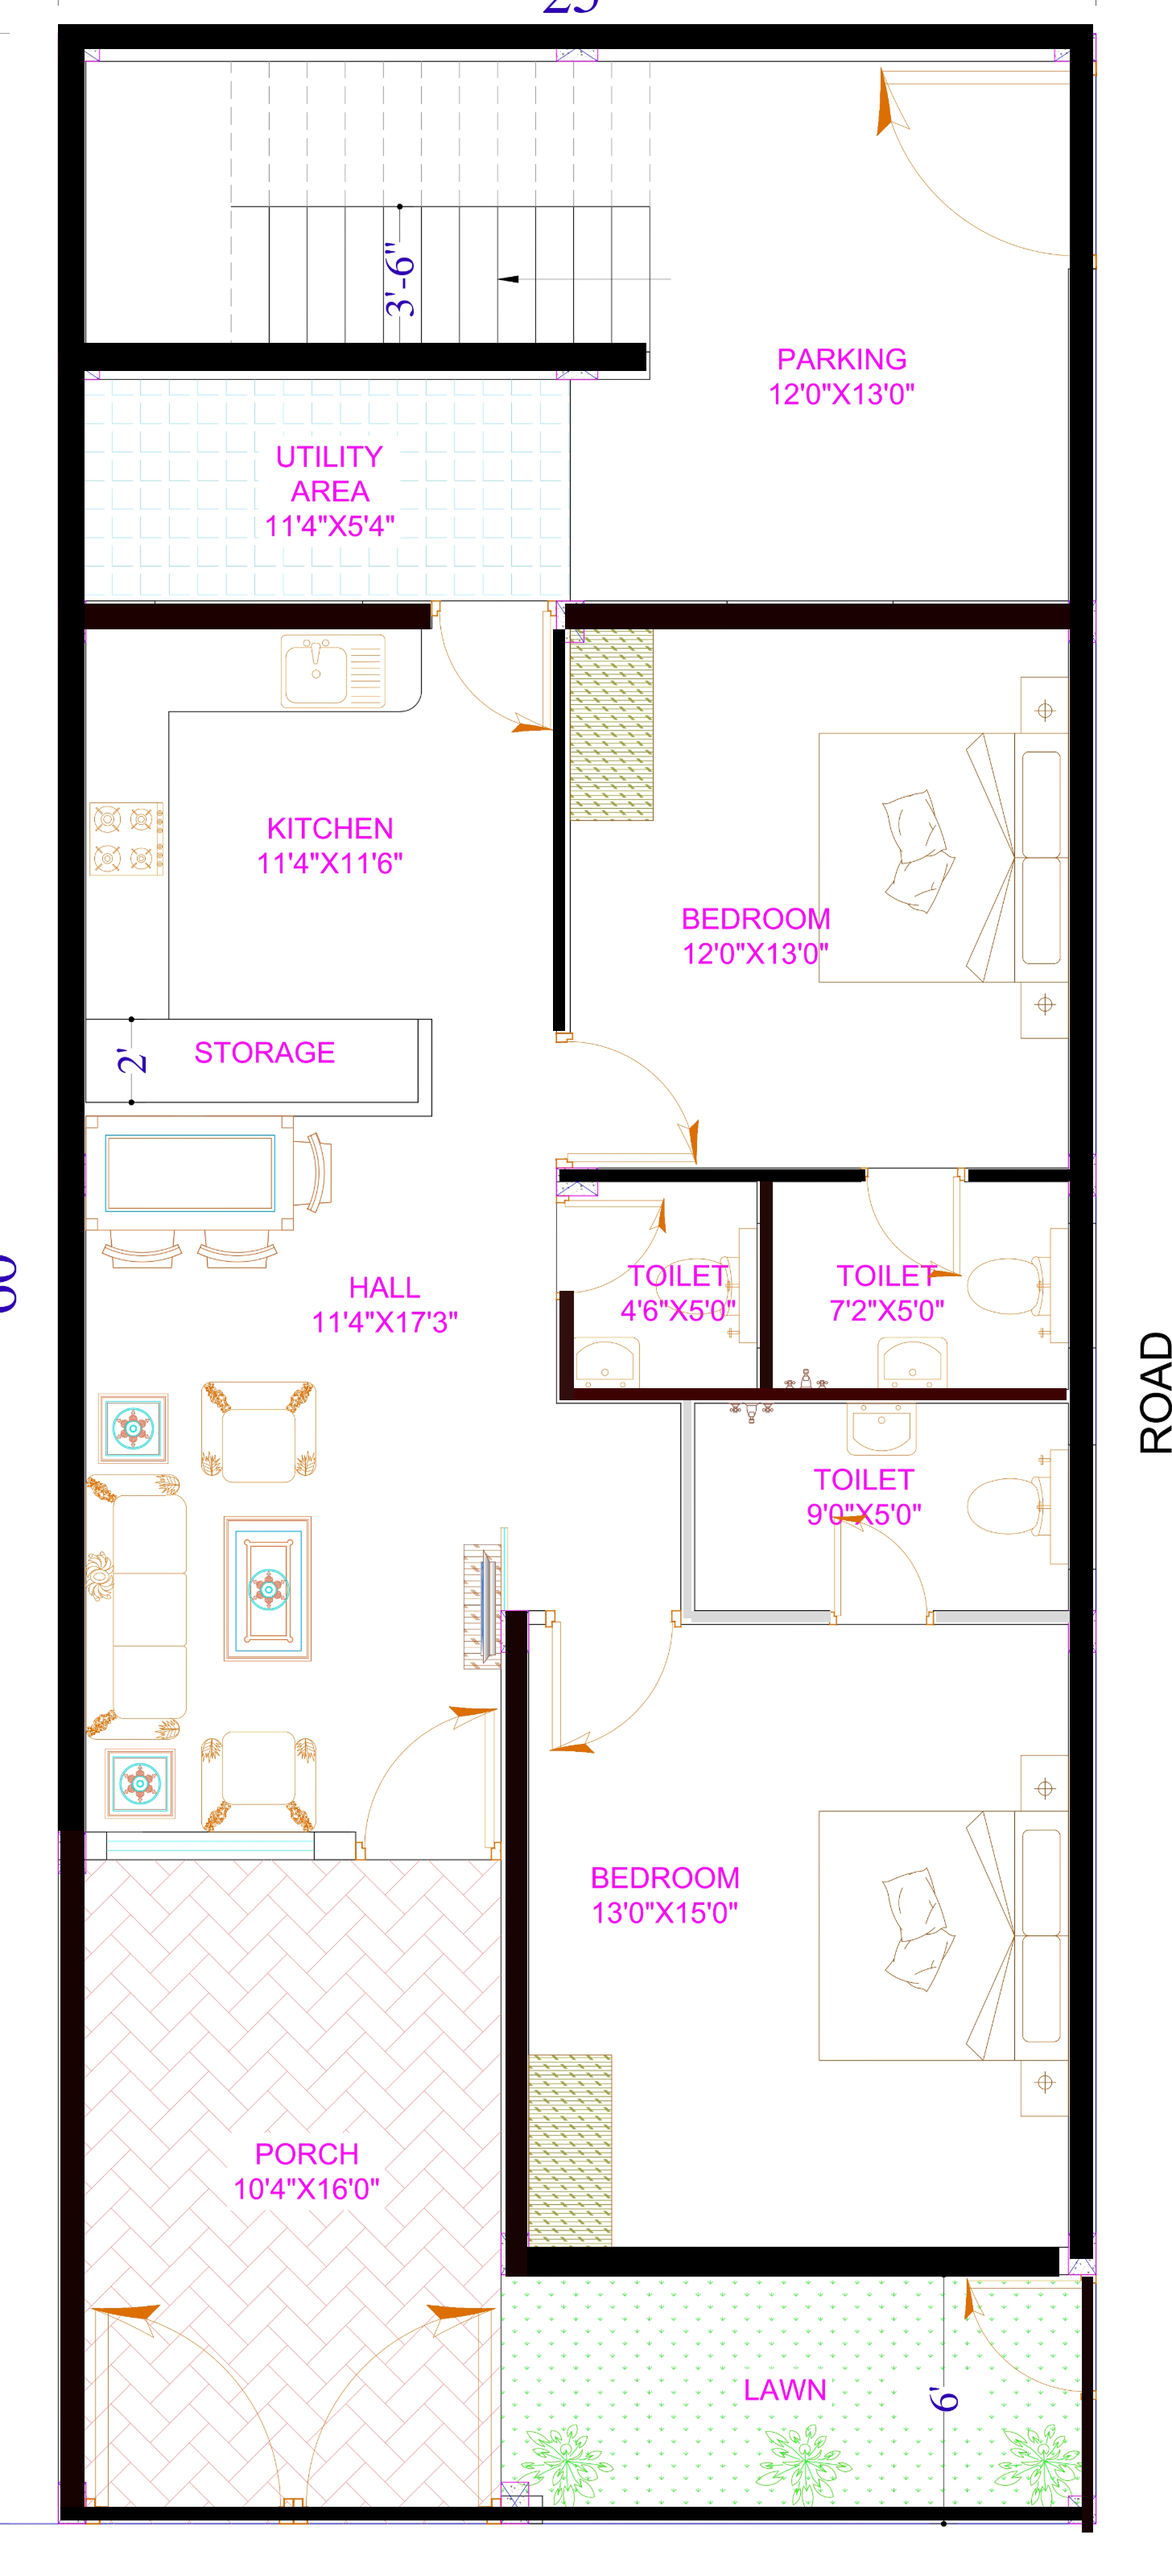 3'-6"
PARKING
12'0"X13'0"
UTILITY
AREA
11'4"X5'4"
KITCHEN
11'4"X11'6"
BEDROOM
12'0"X13'0"
2'
STORAGE
TOILET
4'6"X5'0"
TOILET
7'2"X5'0"
HALL
11'4"X17'3"
ROAD
TOILET
9'0"X5'0"
BEDROOM
13'0"X15'0"
PORCH
10'4"X16'0"
LAWN
6'